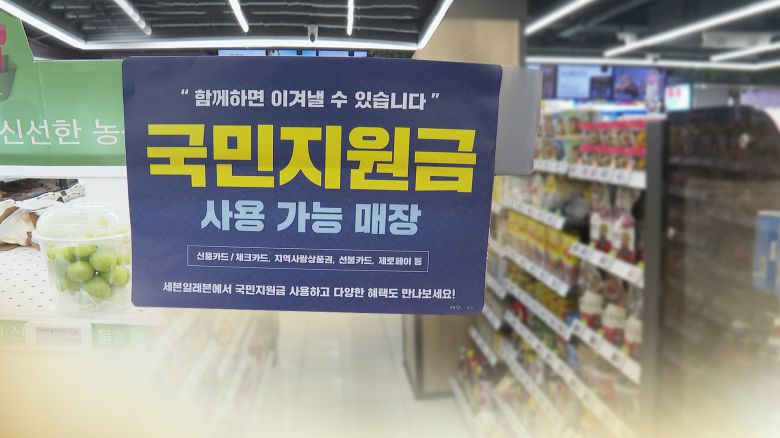 “ 함께하면 이겨낼 수 있습니다 ”
국민지원금
사용 가능 매장
신용카드 / 체크카드, 지역사랑상품권, 선불카드, 제로페이 등
세븐일레븐에서 국민지원금 사용하고 다양한 혜택도 만나보세요!
신선한 농